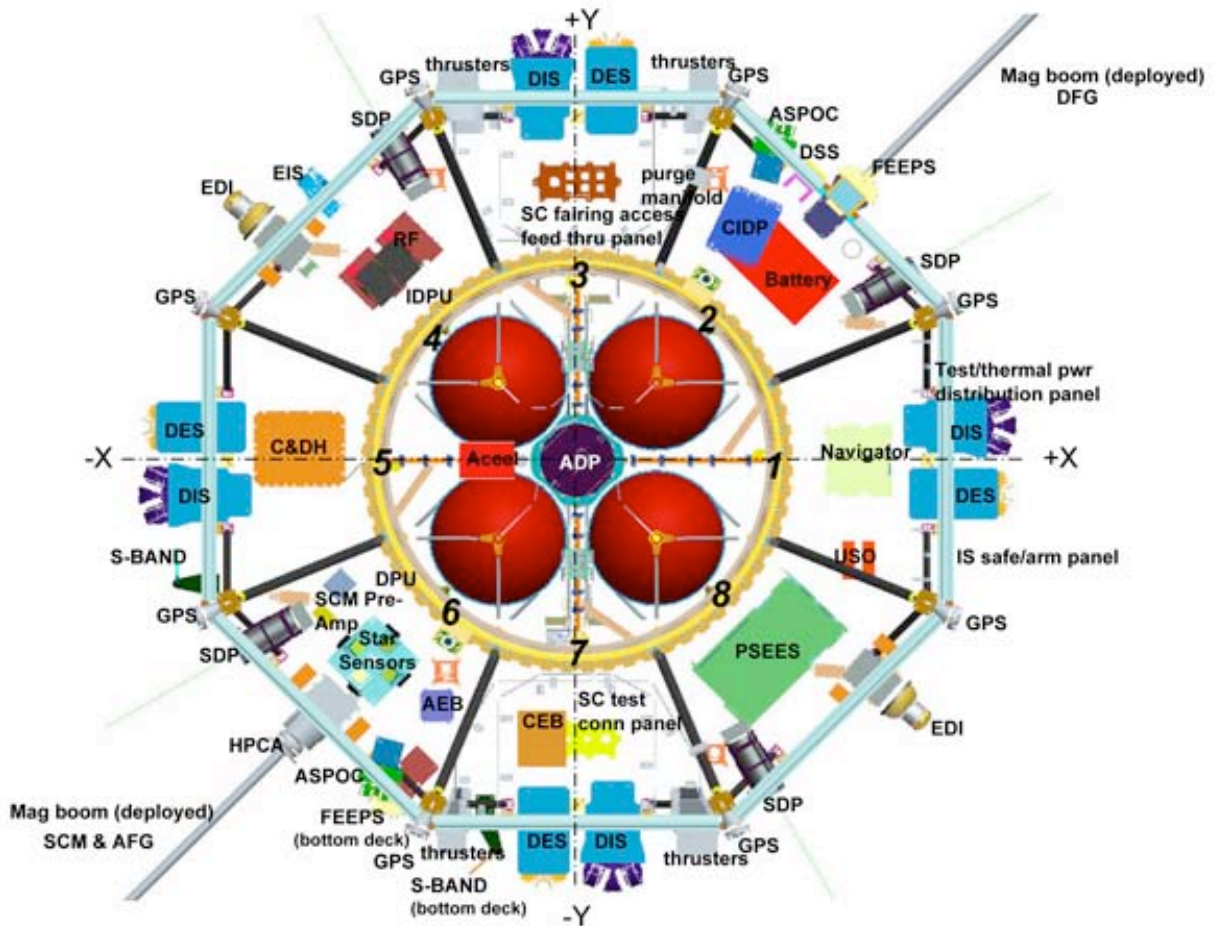 +Y
thrusters
DIS
DES
thrusters
GPS
GPS
Mag boom (deployed)
DFG
SDP
ASPOC
DSS
FEEPS
EIS
EDI
purge
manifold
SC fairing access
feed thru panel
CIDP
RF
Battery
SDP
IDPU
GPS
GPS
3
2
4
Test/thermal pwr
distribution panel
DES
DIS
C&DH
Navigator
-X
5
Aceel
ADP
1
+X
DIS
DES
S-BAND
USO
IS safe/arm panel
DPU
SCM Pre-
Amp
8
6
GPS
GPS
Star
Sensors
7
PSEES
SDP
AEB
SC test
conn panel
CEB
EDI
HPCA
ASPOC
SDP
Mag boom (deployed)
SCM & AFG
FEEPS
(bottom deck)
GPS
thrusters
DES
DIS
thrusters
GPS
S-BAND
(bottom deck)
-Y